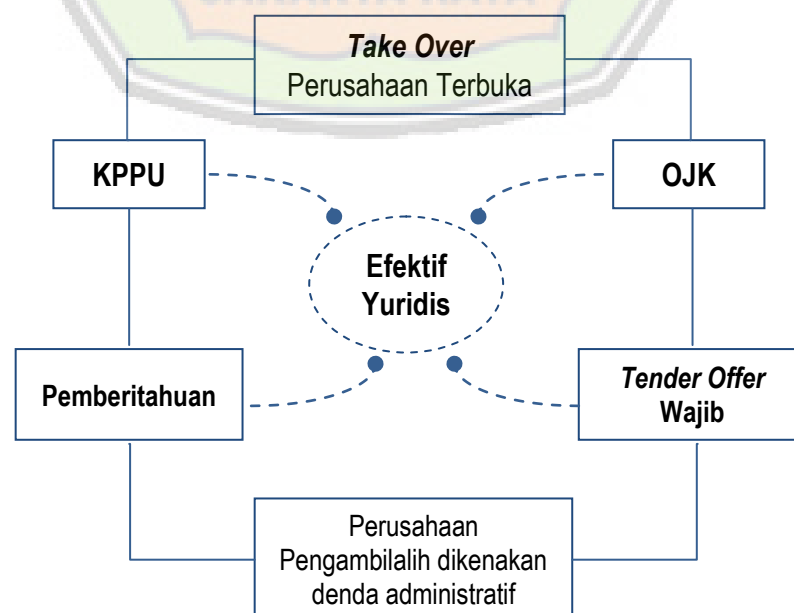 Take Over
Perusahaan Terbuka
KPPU
OJK
Efektif
Yuridis
Pemberitahuan
Tender Offer
Wajib
Perusahaan
Pengambilalih dikenakan
denda administratif